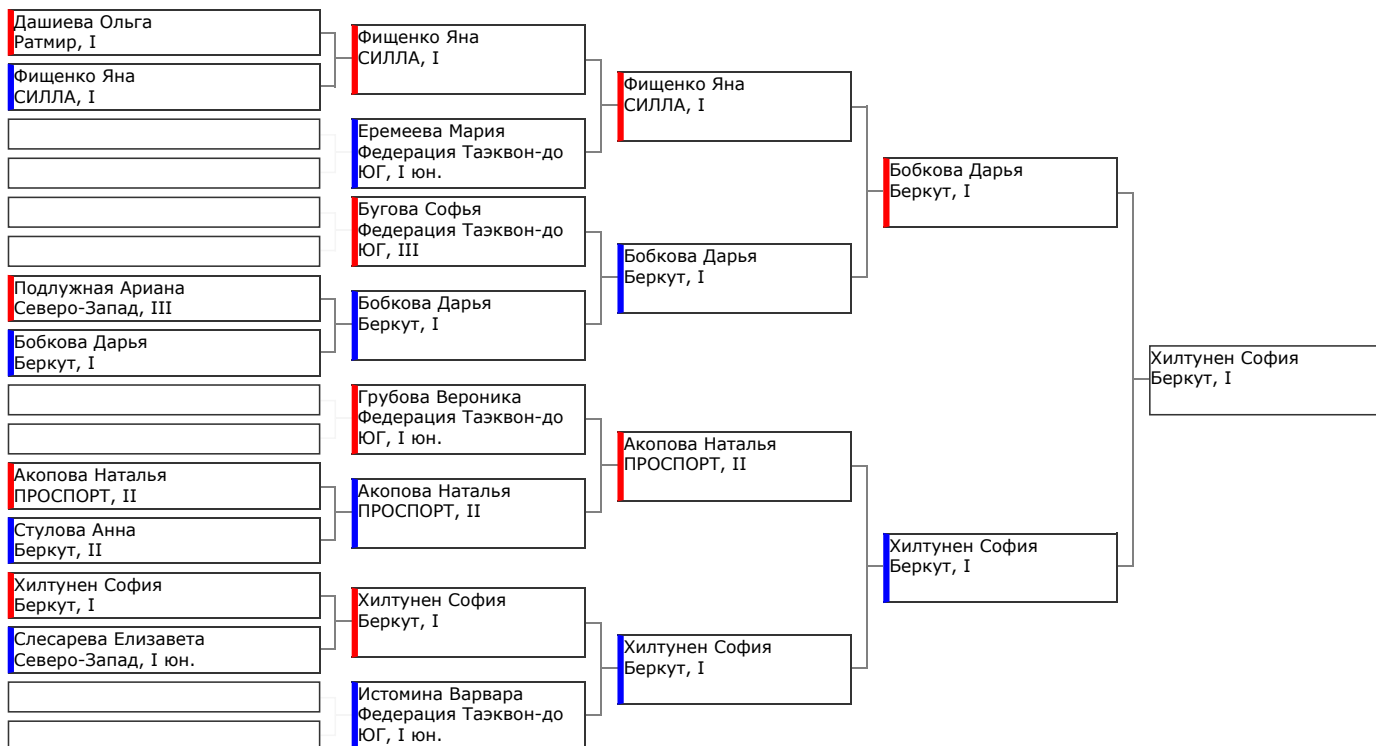 Дашиева Ольга
Ратмир, I
Фищенко Яна
СИЛЛА, I
Подлужная Ариана
Северо-Запад, III
Бобкова Дарья
Беркут, I
Акопова Наталья
ПРОСПОРТ, II
Стулова Анна
Беркут, II
Хилтунен София
Беркут, I
Слесарева Елизавета
Северо-Запад, I юн.
Фищенко Яна
СИЛЛА, I
Еремеева Мария
Федерация Таэквон-до
ЮГ, I юн.
Бугова Софья
Федерация Таэквон-до
ЮГ, III
Бобкова Дарья
Беркут, I
Грубова Вероника
Федерация Таэквон-до
ЮГ, I юн.
Акопова Наталья
ПРОСПОРТ, II
Хилтунен София
Беркут, I
Истомина Варвара
Федерация Таэквон-до
ЮГ, I юн.
Фищенко Яна
СИЛЛА, I
Бобкова Дарья
Беркут, I
Акопова Наталья
ПРОСПОРТ, II
Хилтунен София
Беркут, I
Бобкова Дарья
Беркут, I
Хилтунен София
Беркут, I
Хилтунен София
Беркут, I